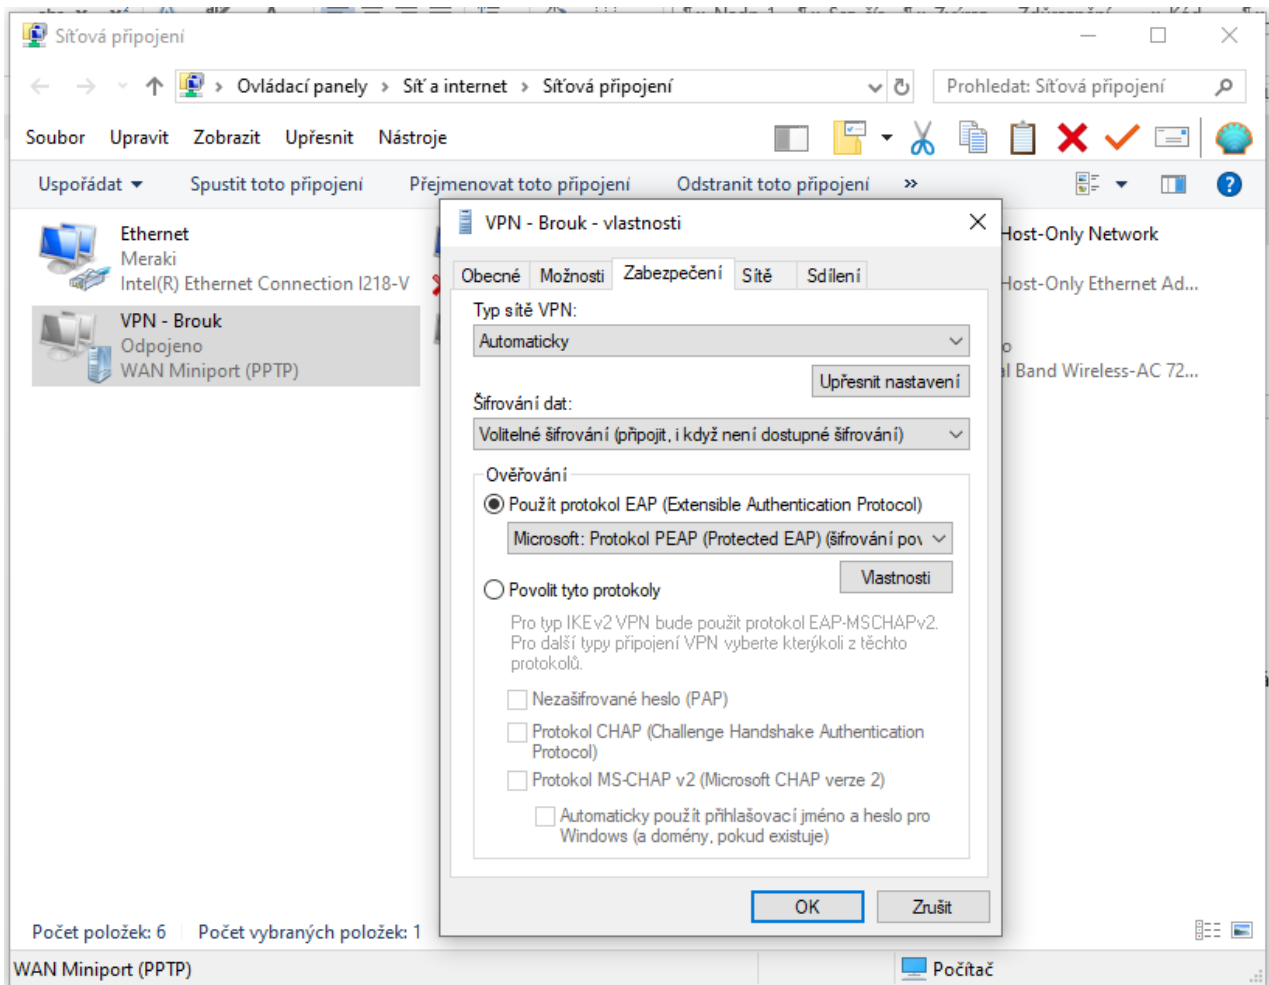 Síťová připojení
Ovládací panely > Síť a internet > Síťová připojení
Prohledat: Síťová připojení
Soubor Upravit Zobrazit Upřesnit Nástroje
Uspořádat Spustit toto připojení Přejmenovat toto připojení Odstranit toto připojení »
Ethernet
Meraki
Intel(R) Ethernet Connection I218-V
VPN - Brouk
Odpojeno
WAN Miniport (PPTP)
Host-Only Network
Host-Only Ethernet Ad...
Band Wireless-AC 72...
VPN - Brouk - vlastnosti
Obecné Možnosti Zabezpečení Sítě Sdílení
Typ sítě VPN:
Automaticky
Upřesnit nastavení
Šifrování dat:
Volitelné šifrování (připojit, i když není dostupné šifrování)
Ověřování
Použít protokol EAP (Extensible Authentication Protocol)
Microsoft: Protokol PEAP (Protected EAP) (šifrování pov
Vlastnosti
Povolit tyto protokoly
Pro typ IKEv2 VPN bude použit protokol EAP-MSCHAPv2.
Pro další typy připojení VPN vyberte kterýkoli z těchto
protokolů.
Nezašifrované heslo (PAP)
Protokol CHAP (Challenge Handshake Authentication
Protocol)
Protokol MS-CHAP v2 (Microsoft CHAP verze 2)
Automaticky použít přihlašovací jméno a heslo pro
Windows (a domény, pokud existuje)
OK Zrušit
Počet položek: 6 Počet vybraných položek: 1
WAN Miniport (PPTP) Počítač